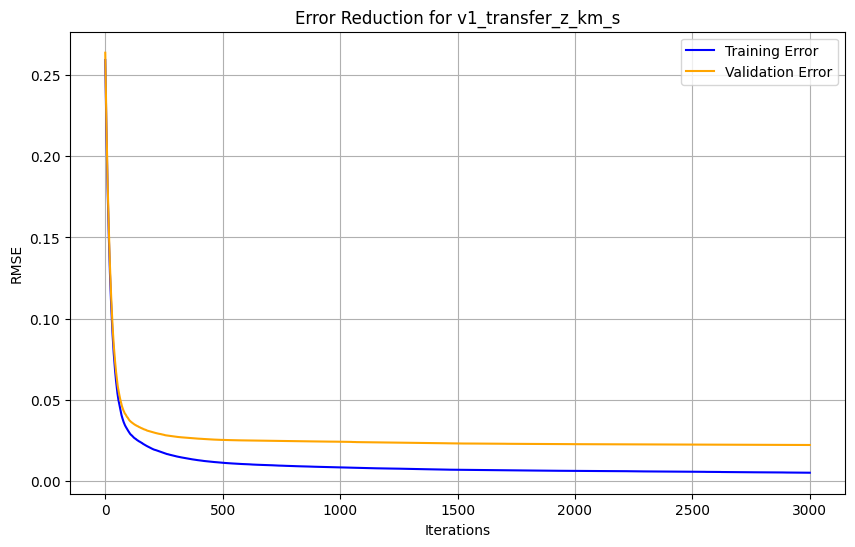 Error Reduction for v1_transfer_z_km_s
Training Error
Validation Error
RMSE
0.25
0.20
0.15
0.10
0.05
0.00
0 500 1000 1500 2000 2500 3000
Iterations